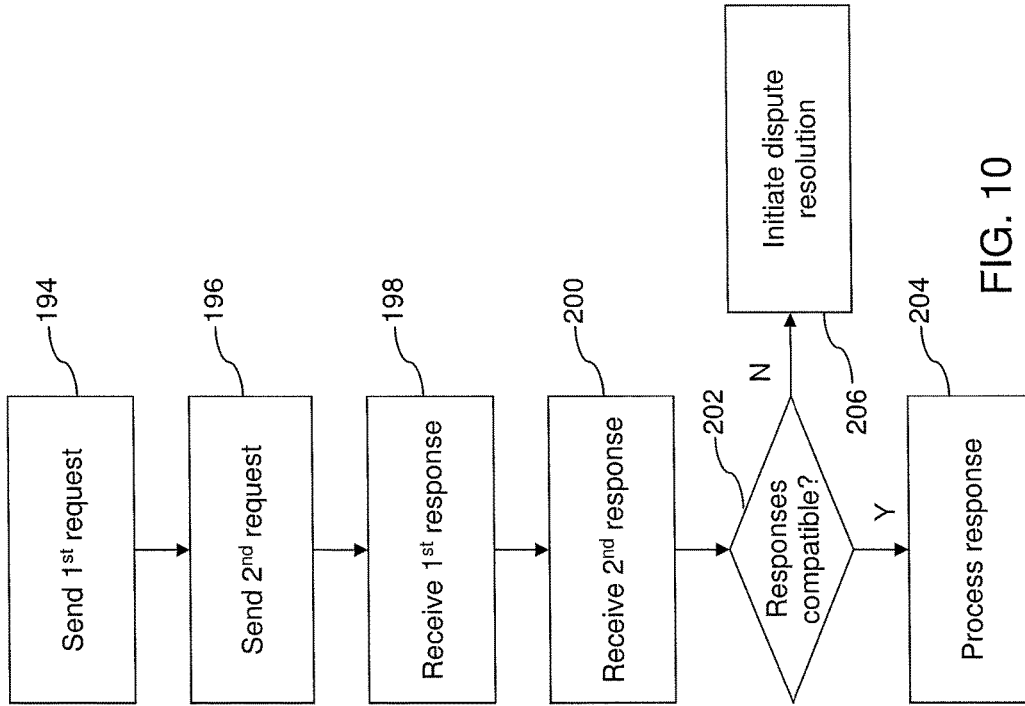 194
Send 1st request
196
Send 2nd request
198
Receive 1st response
200
Receive 2nd response
202
Responses
compatible?
N
Y
206
Initiate dispute
resolution
204
Process response
FIG. 10